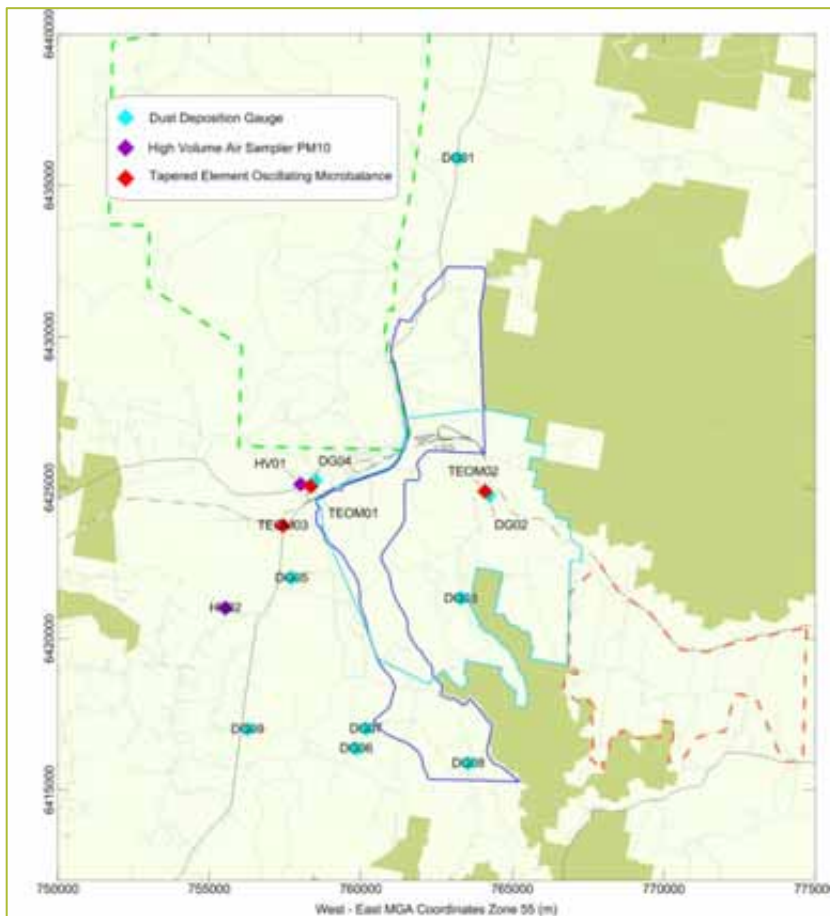 6440000
Dust Deposition Gauge
High Volume Air Sampler PM10
Tapered Element Oscillating Microbalance
DG01
6435000
6430000
HV01
DG04
TEOM02
6425000
TEOM01
DG02
TEOM03
DG05
HV02
DG03
6420000
DG09
DG07
DG06
DG08
6415000
750000 755000 760000 765000 770000 775000
West - East MGA Coordinates Zone 55 (m)